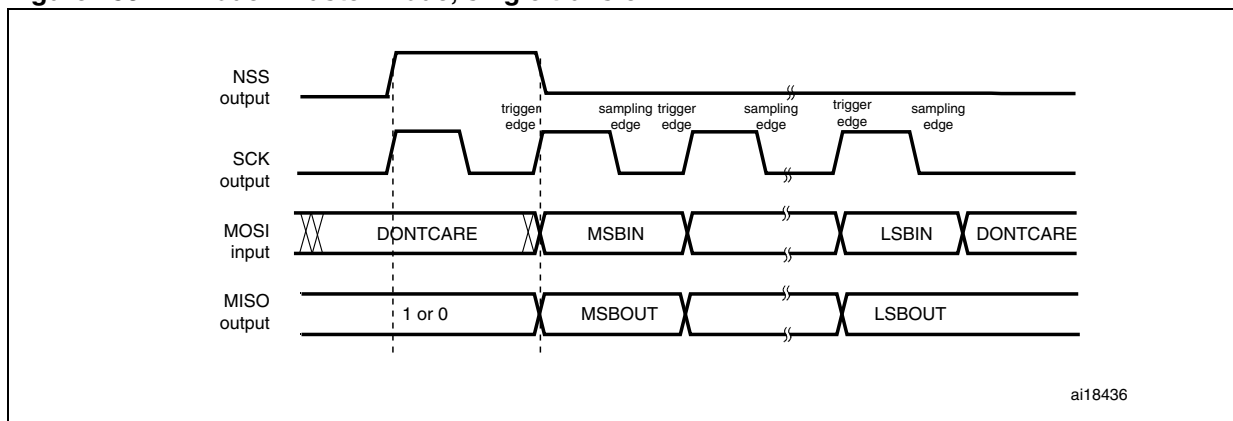 NSS
output
trigger
edge
sampling
edge
trigger
edge
sampling
edge
trigger
edge
sampling
edge
SCK
output
MOSI
input
DONTCARE
MSBIN
LSBIN
DONTCARE
MISO
output
1 or 0
MSBOUT
LSBOUT
ai18436